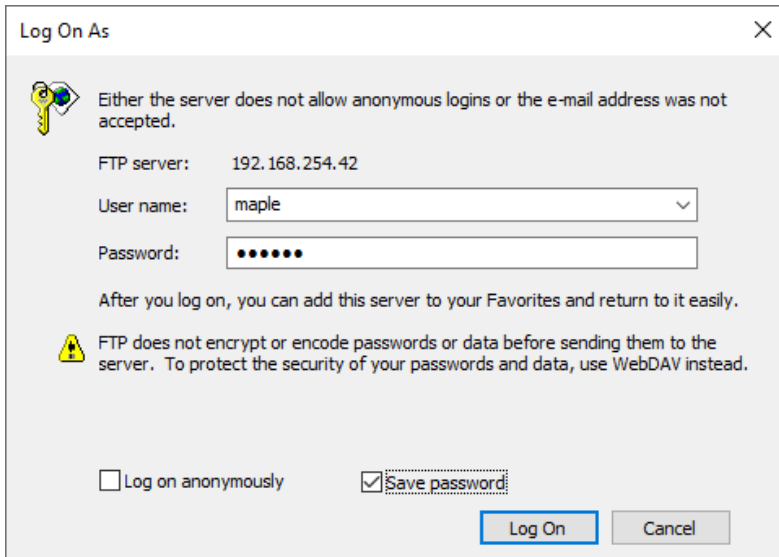 Log On As
Either the server does not allow anonymous logins or the e-mail address was not
accepted.
FTP server: 192.168.254.42
User name: maple
Password: ●●●●●●
After you log on, you can add this server to your Favorites and return to it easily.
FTP does not encrypt or encode passwords or data before sending them to the
server. To protect the security of your passwords and data, use WebDAV instead.
Log on anonymously Save password
Log On Cancel